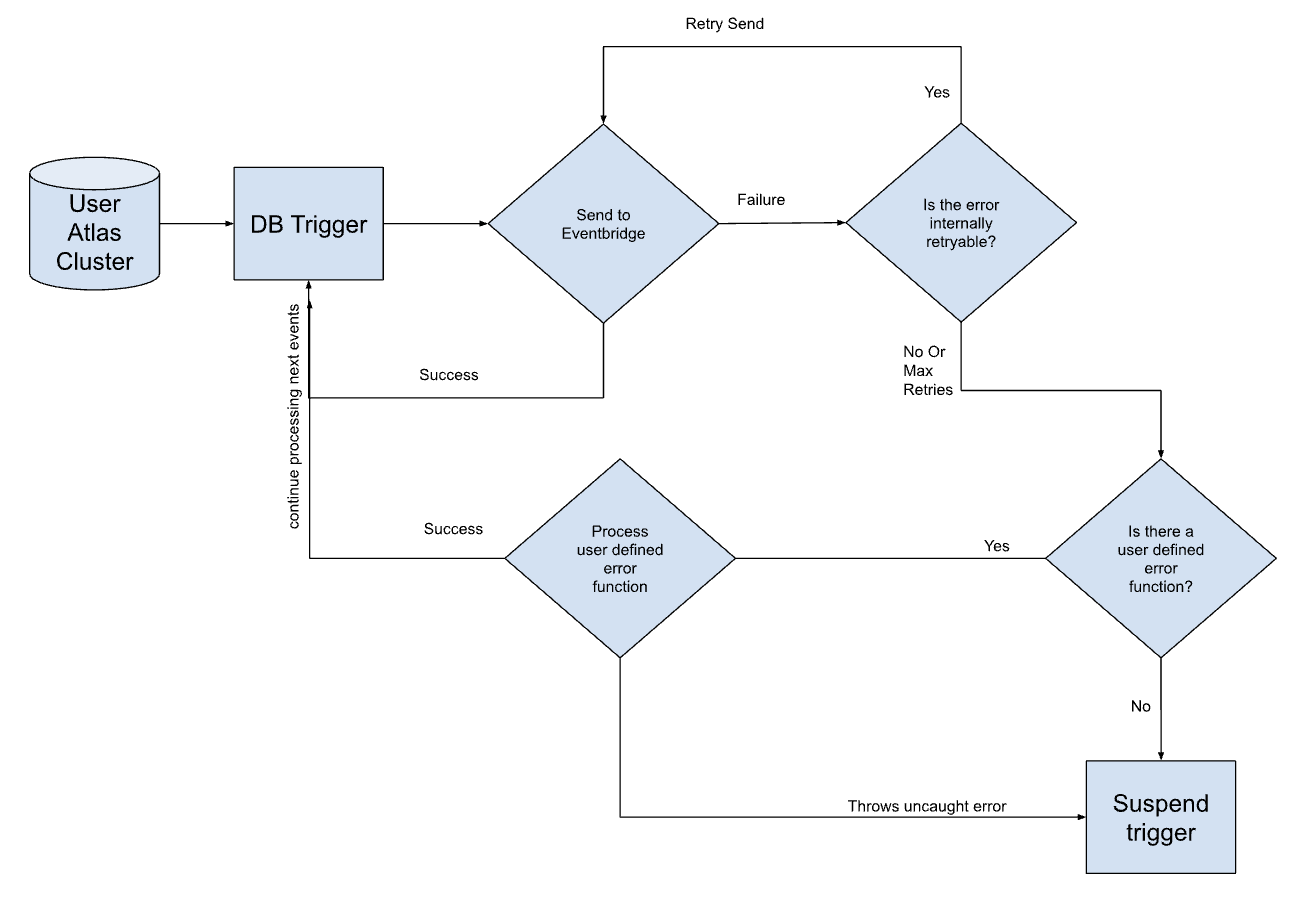 Retry Send
Yes
User
Atlas
Cluster
DB Trigger
Send to
Eventbridge
Failure
Is the error
internally
retryable?
continue processing next events
Success
No Or
Max
Retries
Success
Process
user defined
error
function
Yes
Is there a
user defined
error
function?
No
Throws uncaught error
Suspend
trigger